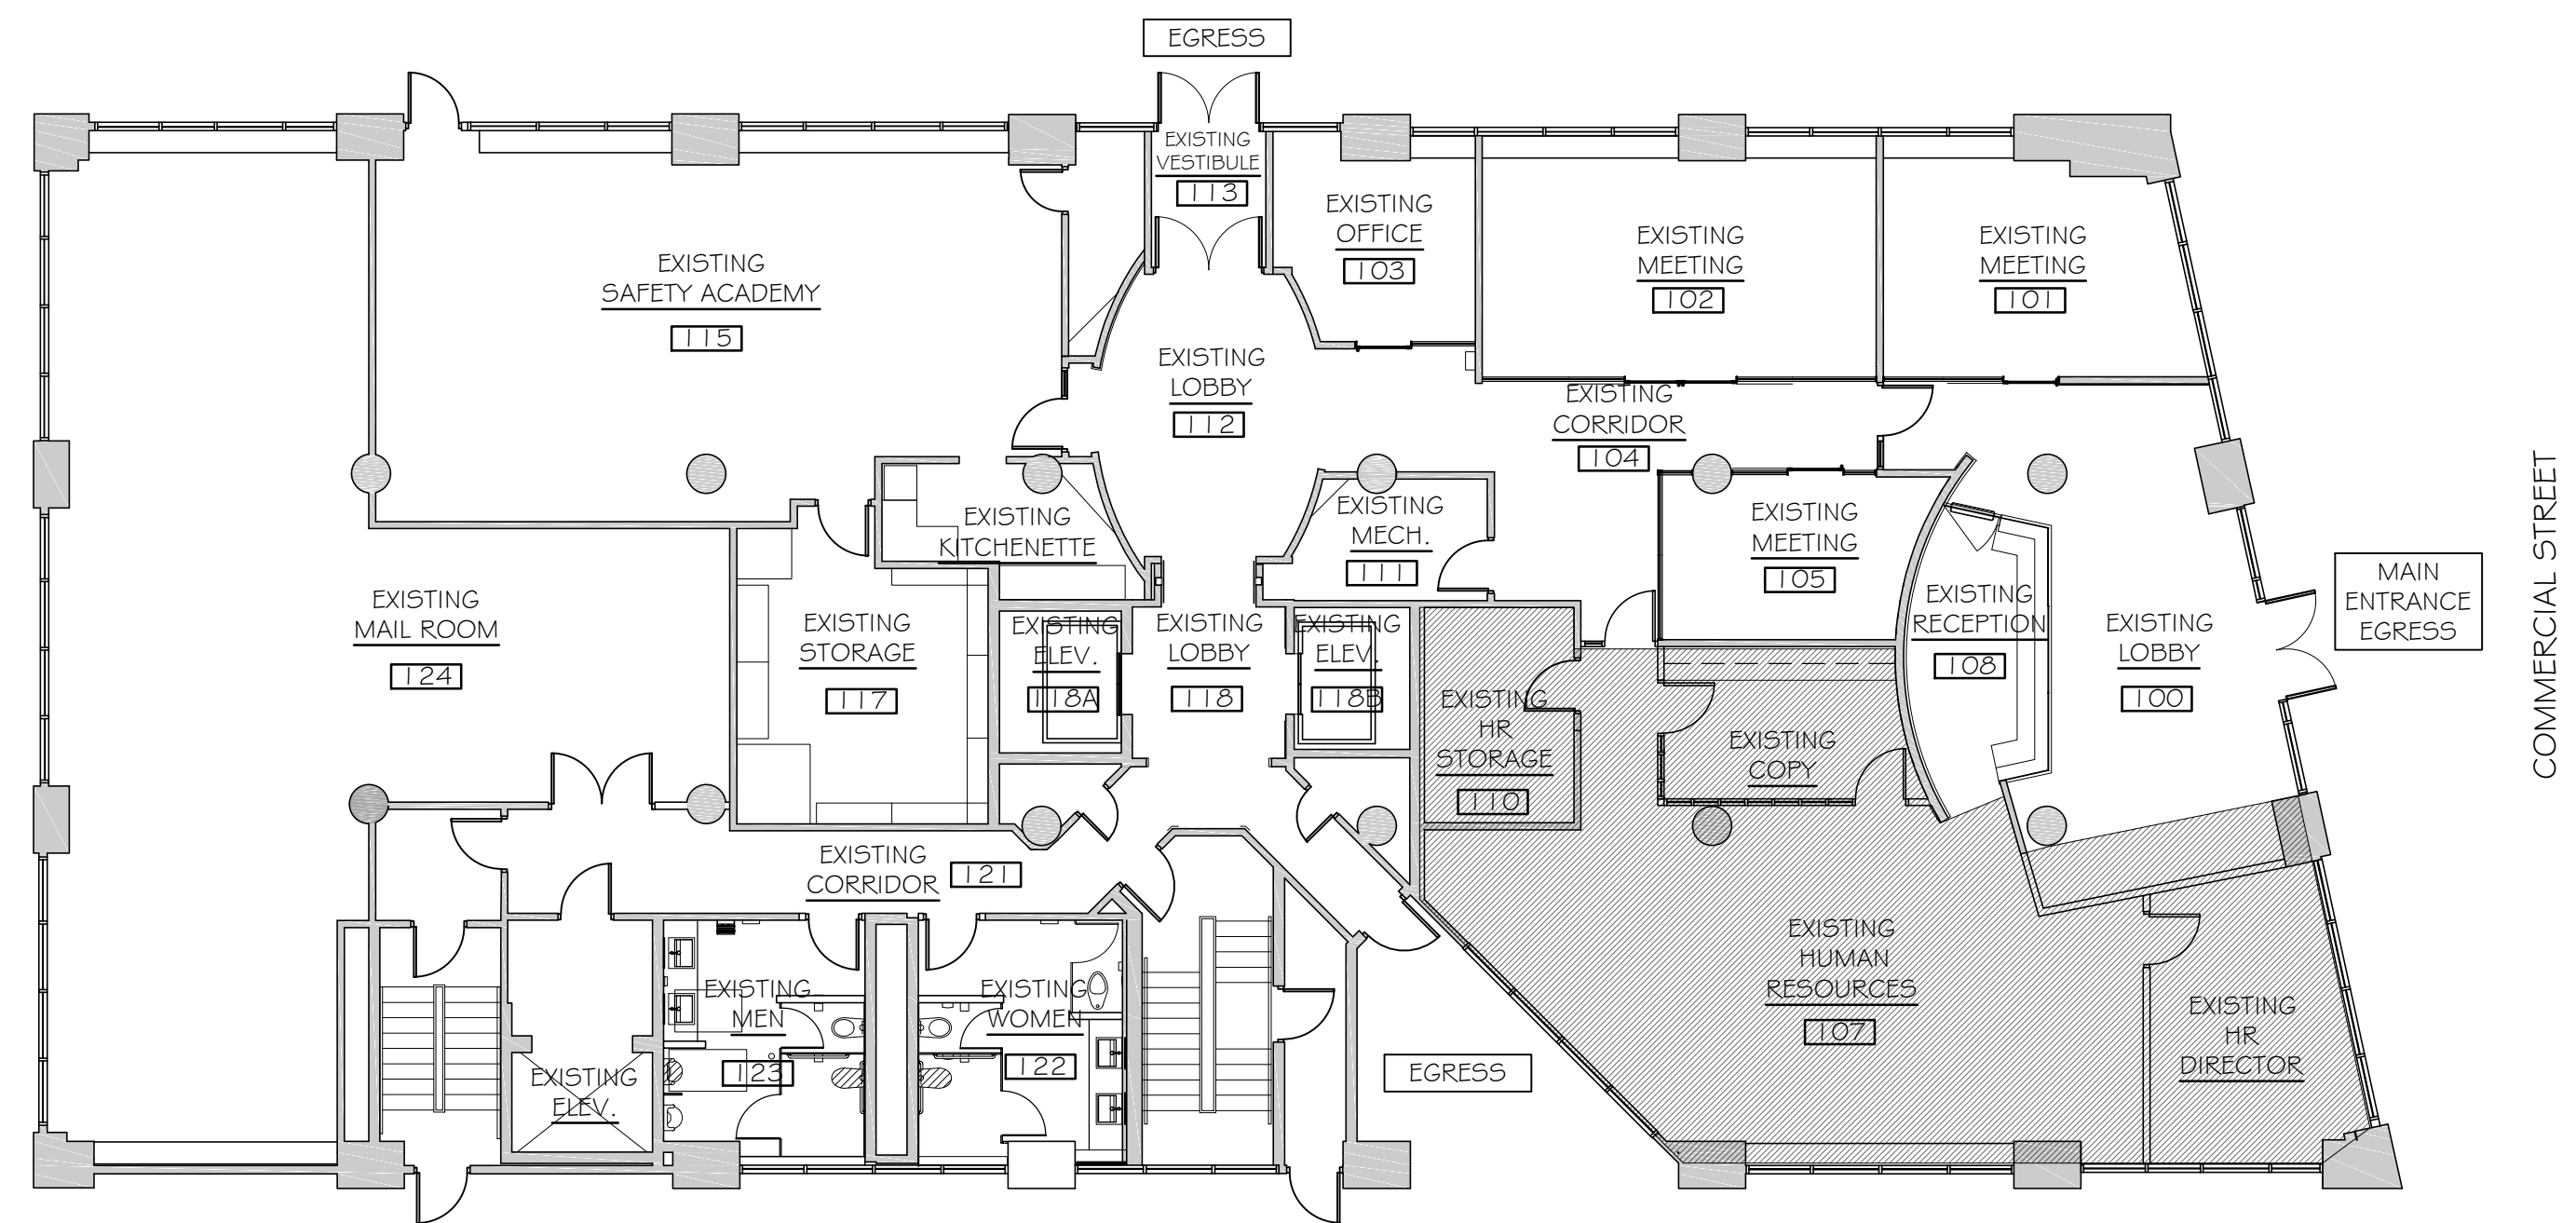 EGRESS
EXISTING
VESTIBULE
113
EXISTING
OFFICE
103
EXISTING
MEETING
102
EXISTING
MEETING
101
EXISTING
SAFETY ACADEMY
115
EXISTING
LOBBY
112
EXISTING
CORRIDOR
104
EXISTING
KITCHENETTE
EXISTING
MECH.
111
EXISTING
MEETING
105
EXISTING
RECEPTION
108
MAIN
ENTRANCE
EGRESS
COMMERCIAL STREET
EXISTING
MAIL ROOM
124
EXISTING
STORAGE
117
EXISTING
ELEV.
118A
EXISTING
LOBBY
118
EXISTING
ELEV.
118B
EXISTING
HR
STORAGE
110
EXISTING
COPY
EXISTING
LOBBY
100
EXISTING
CORRIDOR
121
EXISTING
HUMAN
RESOURCES
107
EXISTING
HR
DIRECTOR
EXISTING
ELEV.
EXISTING
MEN
123
EXISTING
WOMEN
122
EGRESS